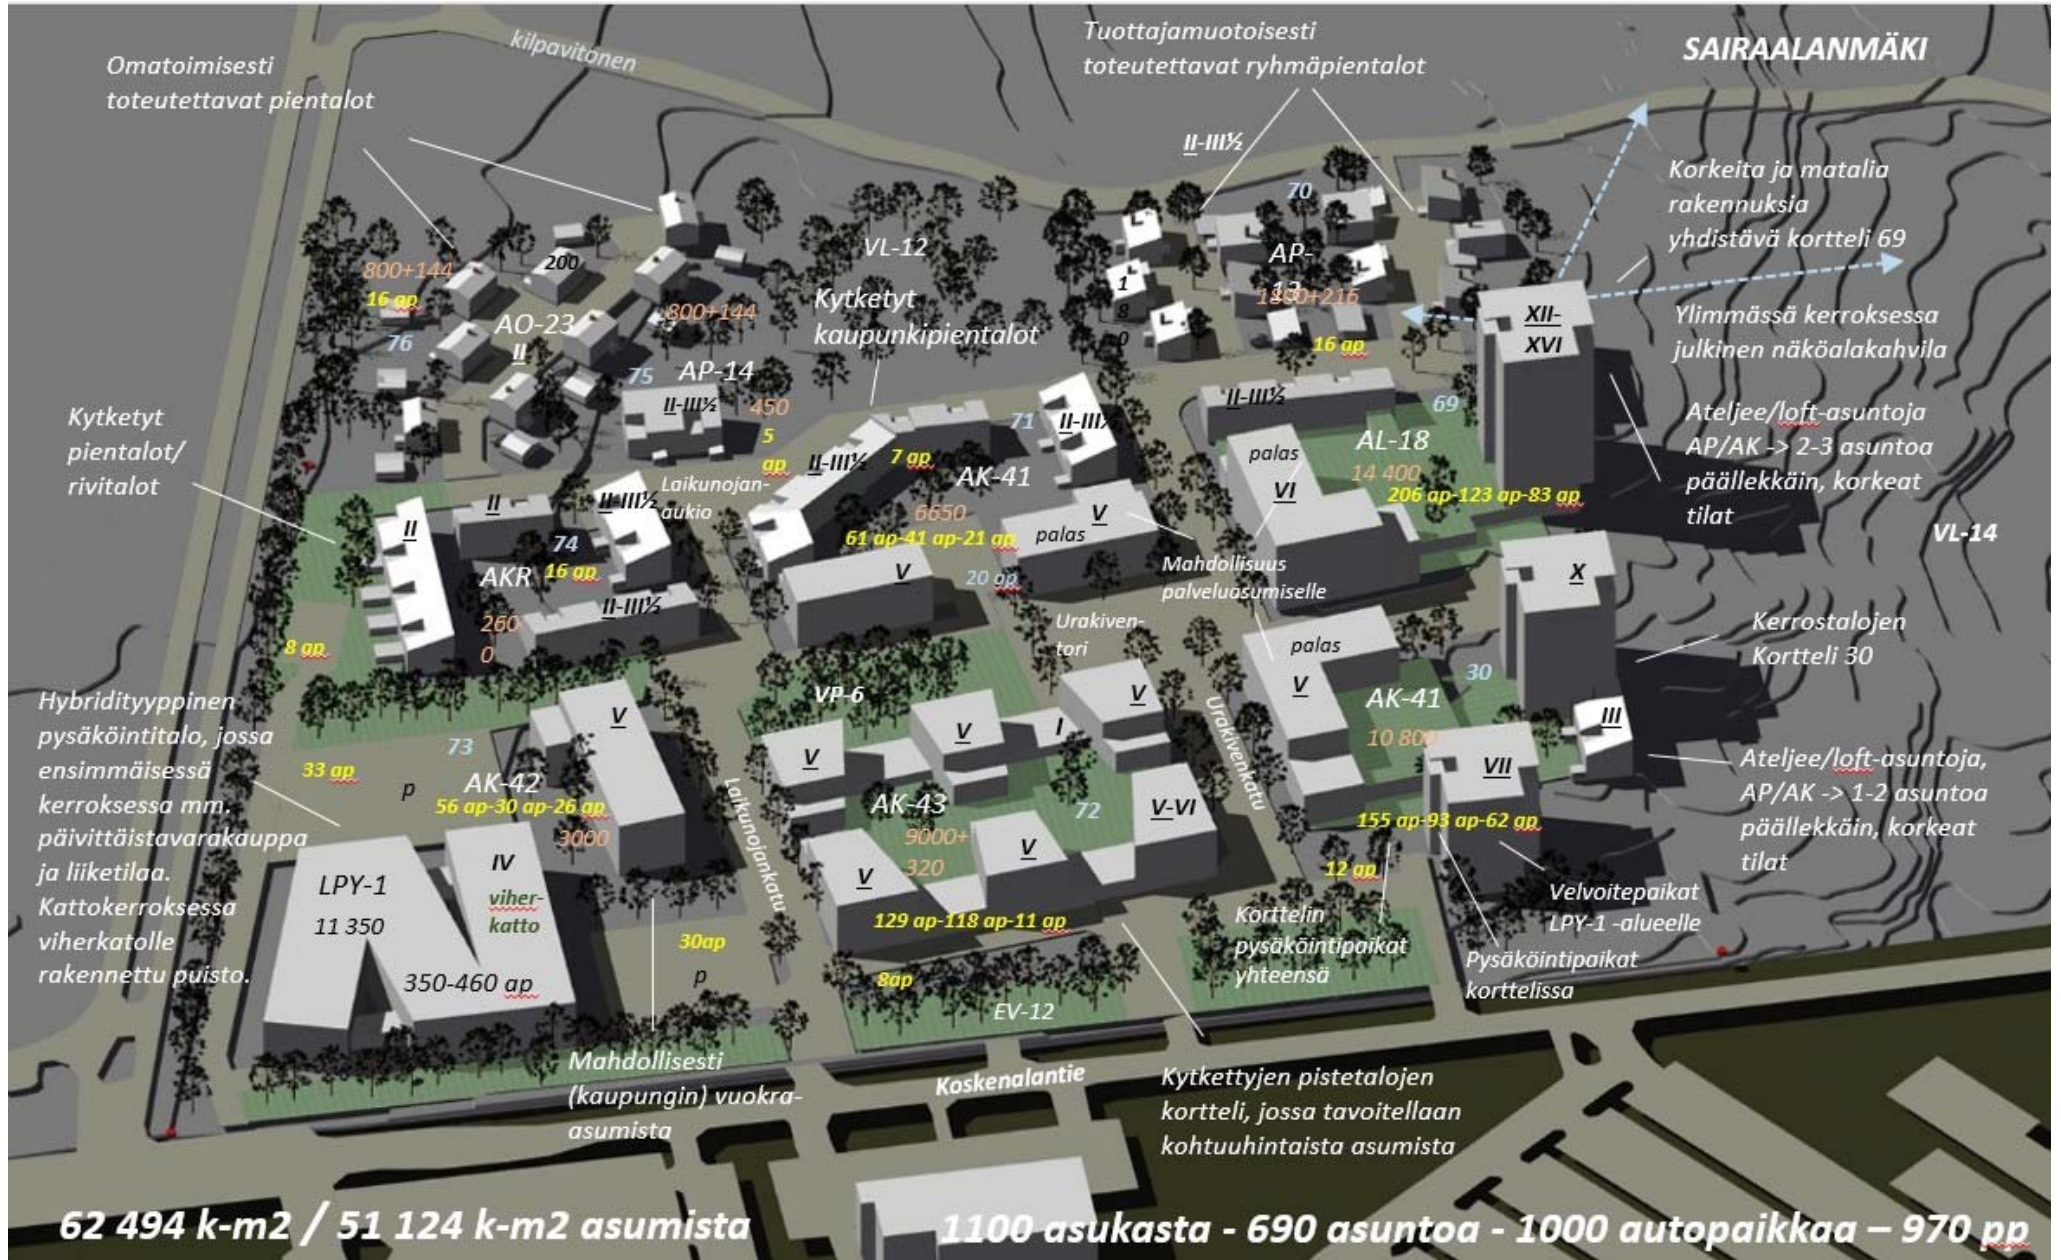 kilpavitonen
Omatoimisesti
toteutettavat pientalot
Tuottajamuotoisesti
toteutettavat ryhmäpientalot
SAIRAALANMÄKI
II-III½
70
Korkeita ja matalia
rakennuksia
yhdistävä kortteli 69
800+144
16 ap
200
VL-12
AP-
1800+216
16 ap
1
8
0
XII-
XVI
Ylimmässä kerroksessa
julkinen näköalakahvila
AO-23
II
76
800+144
Kytketyt
kaupunkipientalot
75
AP-14
II-III½
450
5
ap
71
II-III½
II-III½
69
AL-18
14 400
206 ap-123 ap-83 ap
Ateljee/loft-asuntoja
AP/AK -> 2-3 asuntoa
päällekkäin, korkeat
tilat
VL-14
Kytketyt
pientalot/
rivitalot
II-III½
7 ap
AK-41
6650
61 ap-41 ap-21 ap
palas
V
palas
VI
Laikunojan-
aukio
II
II
II-III½
74
AKR
16 ap
260
0
II-III½
8 ap
V
20 ap
Mahdollisuus
palveluasumiselle
Urakiven-
tori
X
Kerrostalojen
Kortteli 30
palas
V
30
AK-41
10 800
III
VII
155 ap-93 ap-62 ap
12 ap
Ateljee/loft-asuntoja,
AP/AK -> 1-2 asuntoa
päällekkäin, korkeat
tilat
Hybridityyppinen
pysäköintitalo, jossa
ensimmäisessä
kerroksessa mm.
päivittäistavarakauppa
ja liiketilaa.
Kattokerroksessa
viherkatolle
rakennettu puisto.
73
33 ap
p
AK-42
56 ap-30 ap-26 ap
3000
V
VP-6
V
V
I
V
AK-43
9000+
320
72
V-VI
V
V
129 ap-118 ap-11 ap
Laikunojankatu
Urakivenkatu
LPY-1
11 350
IV
viher-
katto
350-460 ap
30ap
p
8ap
EV-12
Korttelin
pysäköintipaikat
yhteensä
Velvoitepaikat
LPY-1 -alueelle
Pysäköintipaikat
korttelissa
Mahdollisesti
(kaupungin) vuokra-
asumista
Koskenalantie
Kytkettyjen pistetalojen
kortteli, jossa tavoitellaan
kohtuuhintaista asumista
62 494 k-m2 / 51 124 k-m2 asumista
1100 asukasta - 690 asuntoa - 1000 autopaikkaa – 970 pp